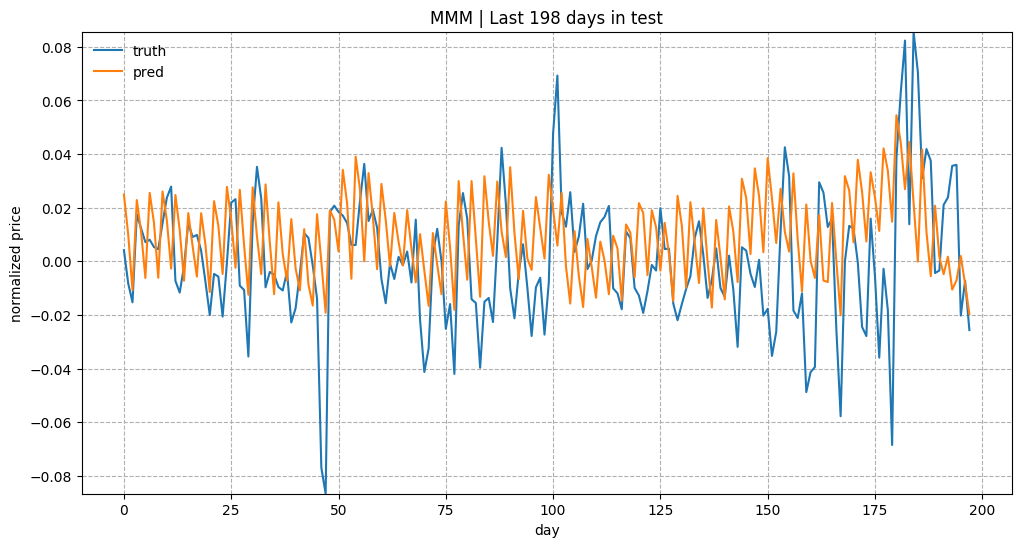 MMM | Last 198 days in test
truth
pred
normalized price
0.08
0.06
0.04
0.02
0.00
−0.02
−0.04
−0.06
−0.08
0 25 50 75 100 125 150 175 200
day